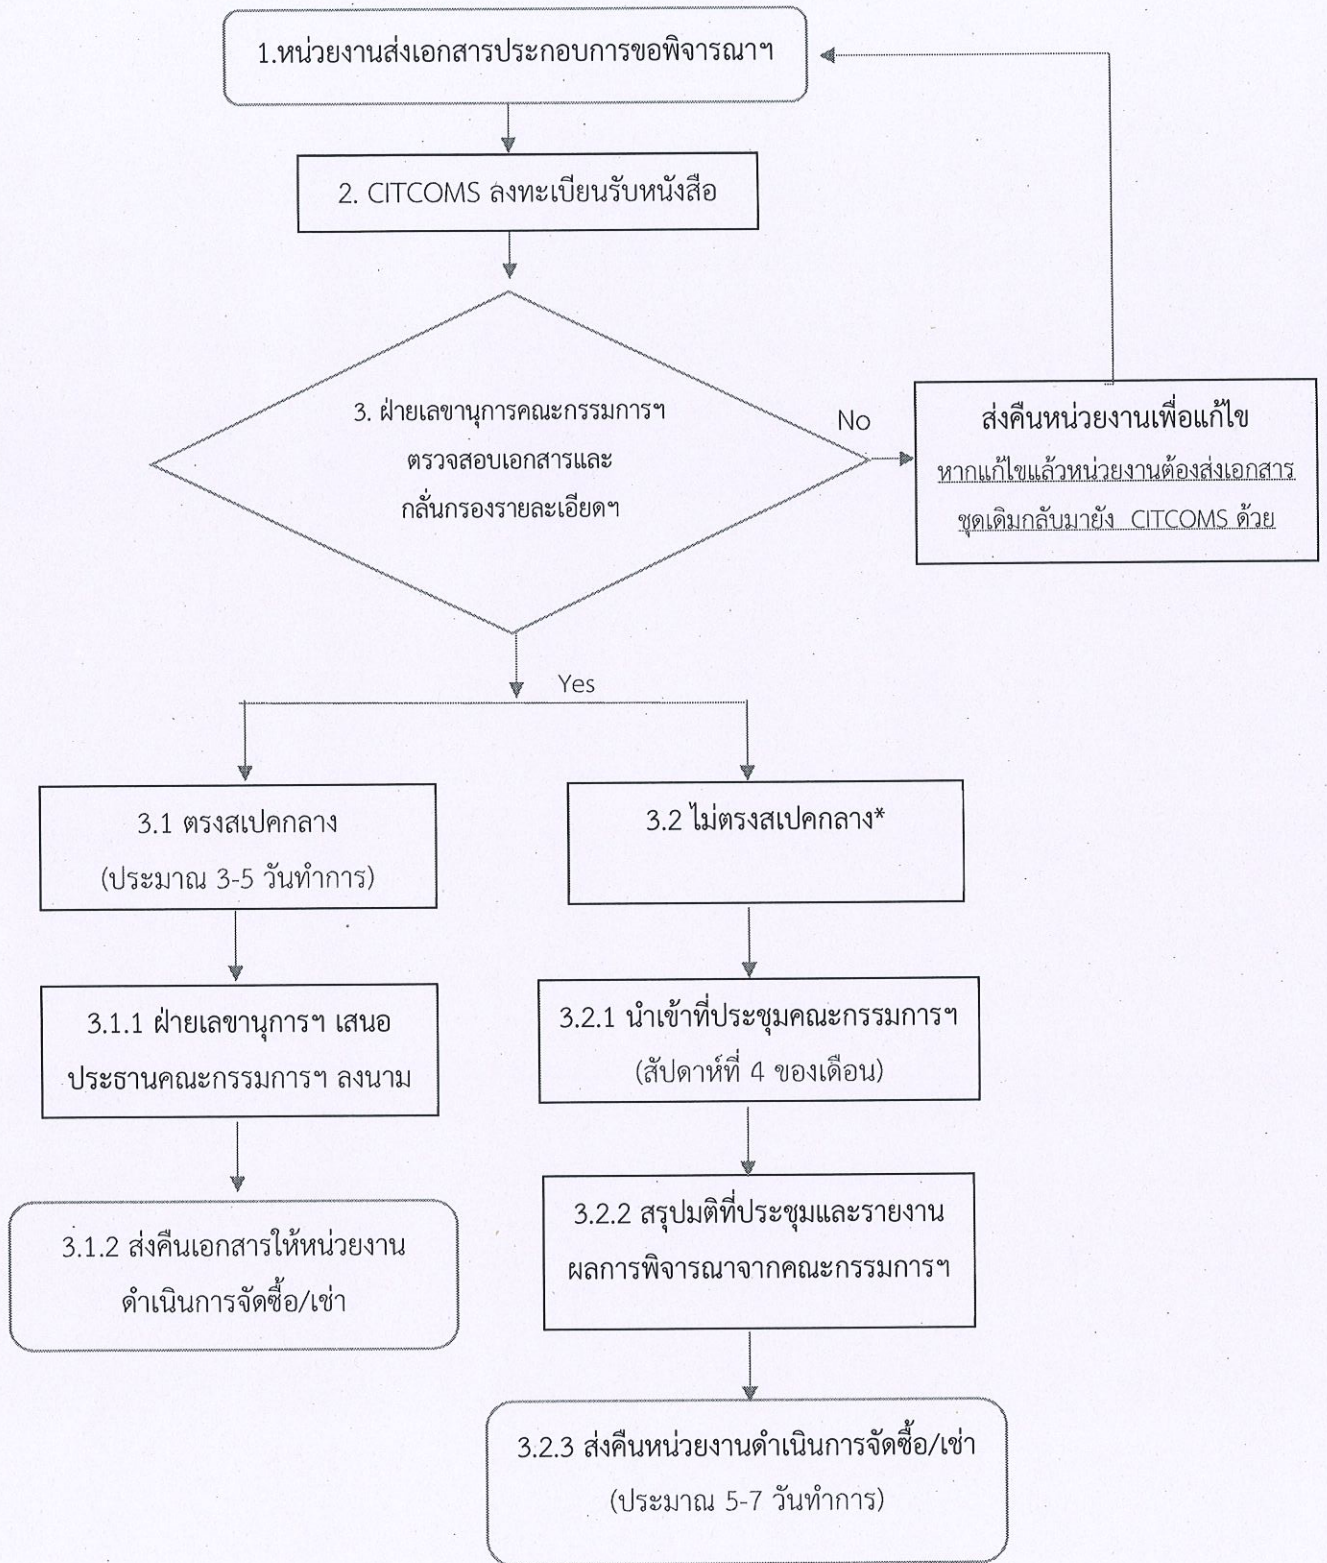 1.หน่วยงานส่งเอกสารประกอบการขอพิจารณาฯ
2. CITCOMS ลงทะเบียนรับหนังสือ
3. ฝ่ายเลขานุการคณะกรรมการฯ
ตรวจสอบเอกสารและ
กลั่นกรองรายละเอียดฯ
No
ส่งคืนหน่วยงานเพื่อแก้ไข
หากแก้ไขแล้วหน่วยงานต้องส่งเอกสาร
ชุดเดิมกลับมายัง CITCOMS ด้วย
Yes
3.1 ตรงสเปคกลาง
(ประมาณ 3-5 วันทำการ)
3.2 ไม่ตรงสเปคกลาง*
3.1.1 ฝ่ายเลขานุการฯ เสนอ
ประธานคณะกรรมการฯ ลงนาม
3.2.1 นำเข้าที่ประชุมคณะกรรมการฯ
(สัปดาห์ที่ 4 ของเดือน)
3.1.2 ส่งคืนเอกสารให้หน่วยงาน
ดำเนินการจัดซื้อ/เช่า
3.2.2 สรุปมติที่ประชุมและรายงาน
ผลการพิจารณาจากคณะกรรมการฯ
3.2.3 ส่งคืนหน่วยงานดำเนินการจัดซื้อ/เช่า
(ประมาณ 5-7 วันทำการ)